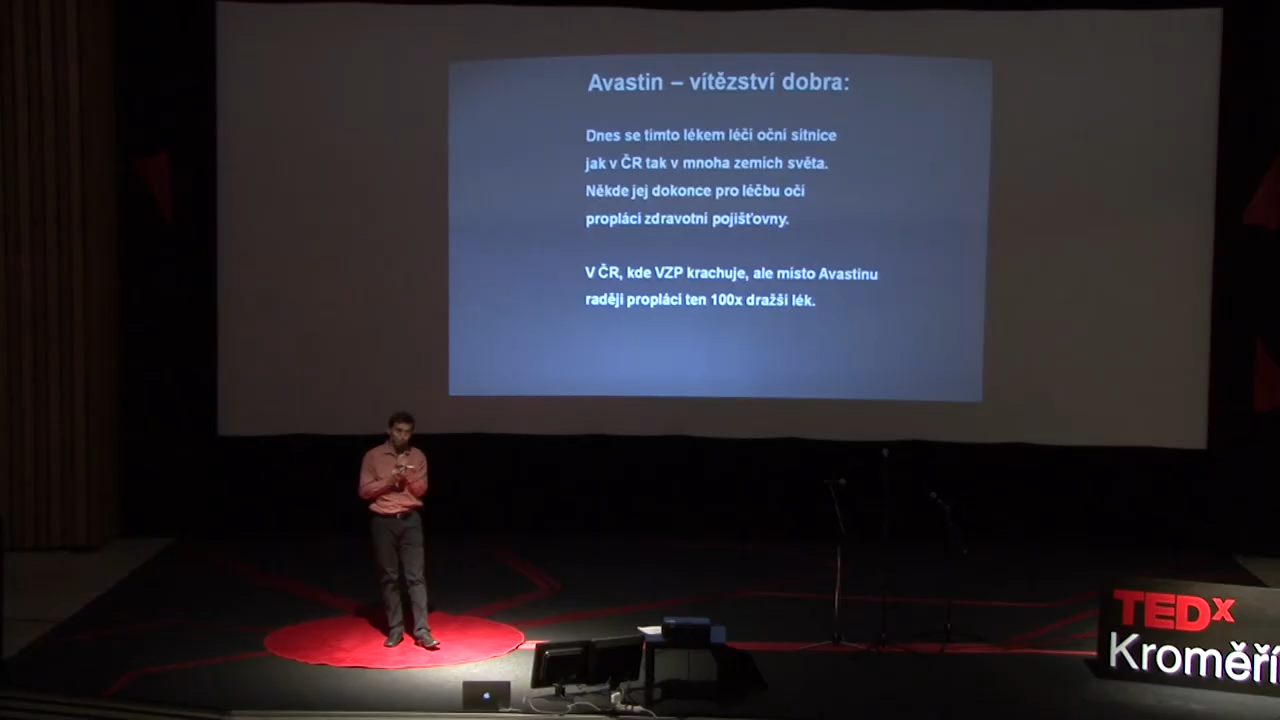 Avastin – vítězství dobra:
Dnes se tímto lékem léčí oční sítnice
jak v ČR tak v mnoha zemích světa.
Někde jej dokonce pro léčbu očí
proplácí zdravotní pojišťovny.
V ČR, kde VZP krachuje, ale místo Avastinu
raději proplácí ten 100x dražší lék.
TEDx
Kroměří